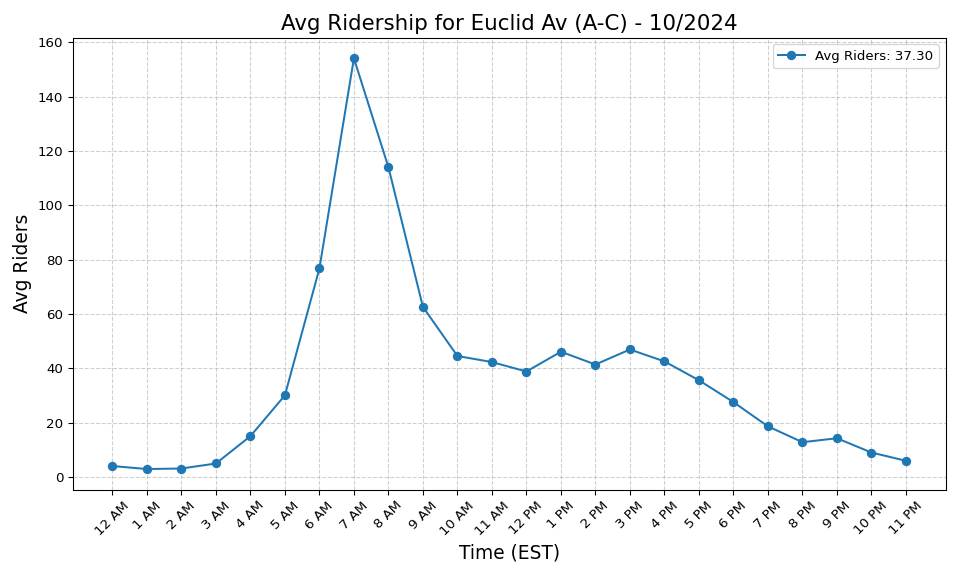 Avg Ridership for Euclid Av (A-C) - 10/2024
Avg Riders: 37.30
Avg Riders
160
140
120
100
80
60
40
20
0
12 AM
1 AM
2 AM
3 AM
4 AM
5 AM
6 AM
7 AM
8 AM
9 AM
10 AM
11 AM
12 PM
1 PM
2 PM
3 PM
4 PM
5 PM
6 PM
7 PM
8 PM
9 PM
10 PM
11 PM
Time (EST)